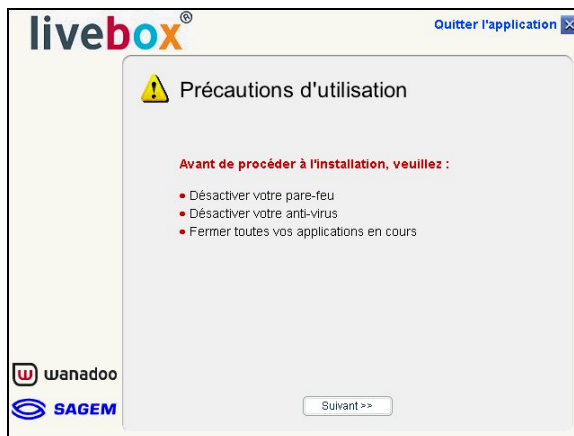 livebox®
Quitter l'application
Précautions d'utilisation
Avant de procéder à l'installation, veuillez :
• Désactiver votre pare-feu
• Désactiver votre anti-virus
• Fermer toutes vos applications en cours
wanadoo
SAGEM
Suivant >>